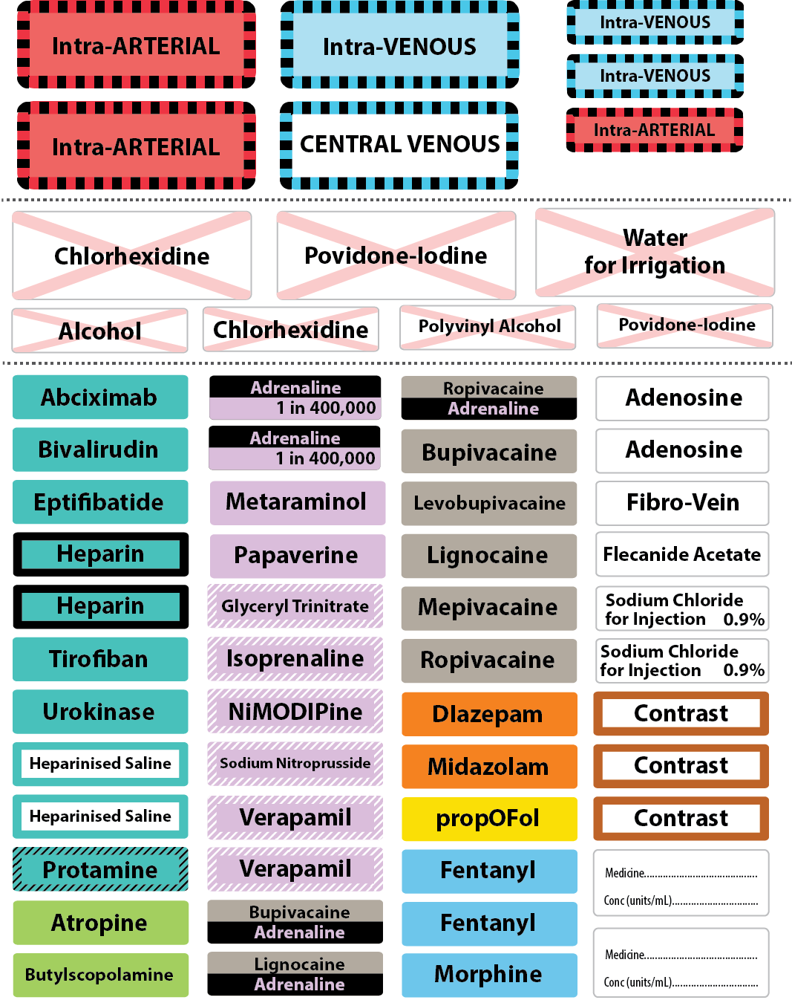 Intra-ARTERIAL
Intra-VENOUS
Intra-VENOUS
Intra-VENOUS
Intra-ARTERIAL
CENTRAL VENOUS
Intra-ARTERIAL
Chlorhexidine
Povidone-Iodine
Water
for Irrigation
Alcohol
Chlorhexidine
Polyvinyl Alcohol
Povidone-Iodine
Abciximab
Bivalirudin
Eptifibatide
Heparin
Heparin
Tirofiban
Urokinase
Heparinised Saline
Heparinised Saline
Protamine
Atropine
Butylscopolamine
Adrenaline
1 in 400,000
Adrenaline
1 in 400,000
Metaraminol
Papaverine
Glyceryl Trinitrate
Isoprenaline
NiMODIPine
Sodium Nitroprusside
Verapamil
Verapamil
Bupivacaine
Adrenaline
Lignocaine
Adrenaline
Ropivacaine
Adrenaline
Bupivacaine
Levobupivacaine
Lignocaine
Mepivacaine
Ropivacaine
DIazepam
Midazolam
propOFol
Fentanyl
Fentanyl
Morphine
Adenosine
Adenosine
Fibro-Vein
Flecanide Acetate
Sodium Chloride
for Injection 0.9%
Sodium Chloride
for Injection 0.9%
Contrast
Contrast
Contrast
Medicine........................................
Conc (units/mL)..............................
Medicine........................................
Conc (units/mL)..............................